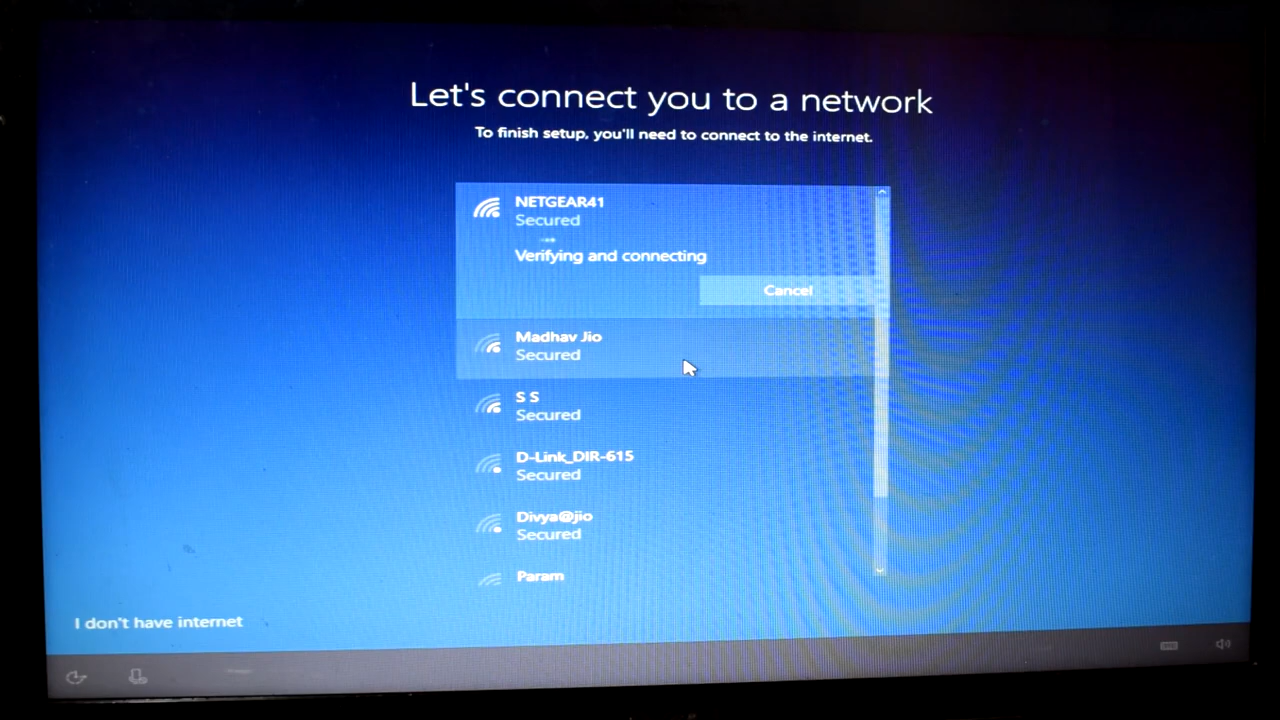 Let's connect you to a network
To finish setup, you'll need to connect to the internet.
NETGEAR41
Secured
Verifying and connecting
Cancel
Madhav Jio
Secured
S S
Secured
D-Link_DIR-615
Secured
Divya@jio
Secured
Param
I don't have internet